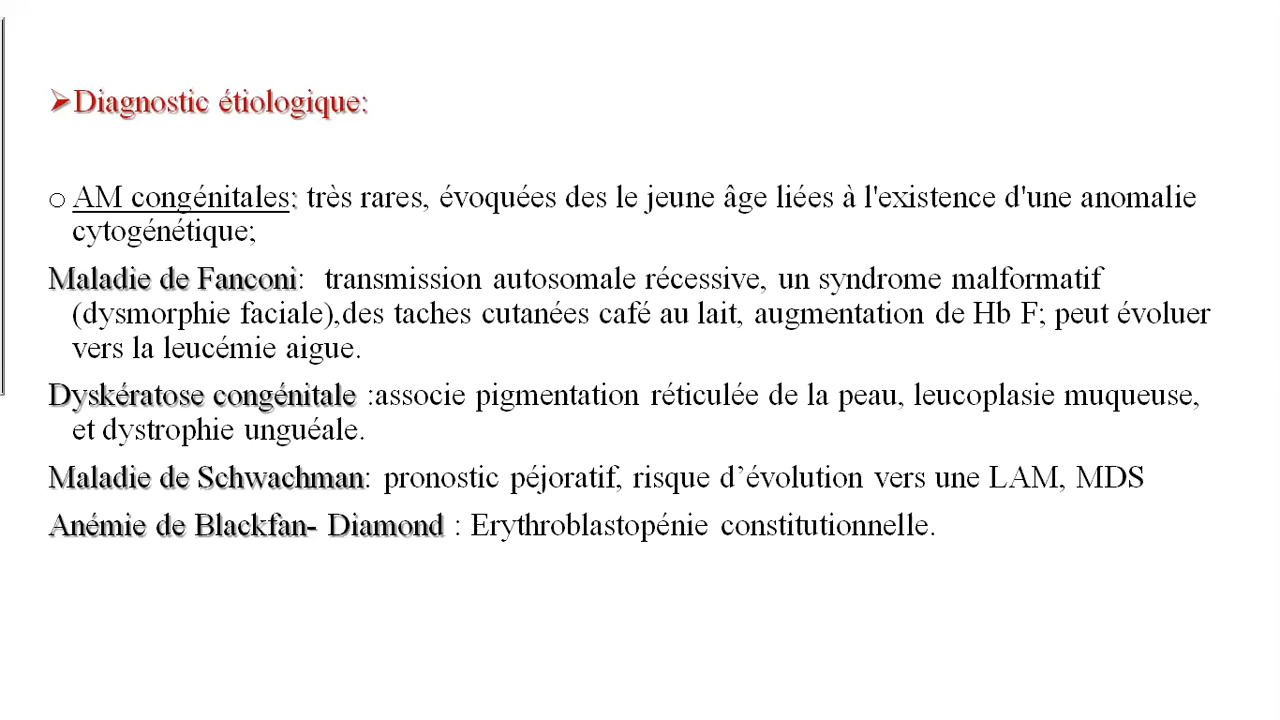 ➢Diagnostic étiologique:
o AM congénitales: très rares, évoquées des le jeune âge liées à l'existence d'une anomalie
cytogénétique;
Maladie de Fanconi: transmission autosomale récessive, un syndrome malformatif
(dysmorphie faciale),des taches cutanées café au lait, augmentation de Hb F; peut évoluer
vers la leucémie aigue.
Dyskératose congénitale :associe pigmentation réticulée de la peau, leucoplasie muqueuse,
et dystrophie unguéale.
Maladie de Schwachman: pronostic péjoratif, risque d’évolution vers une LAM, MDS
Anémie de Blackfan- Diamond : Erythroblastopénie constitutionnelle.